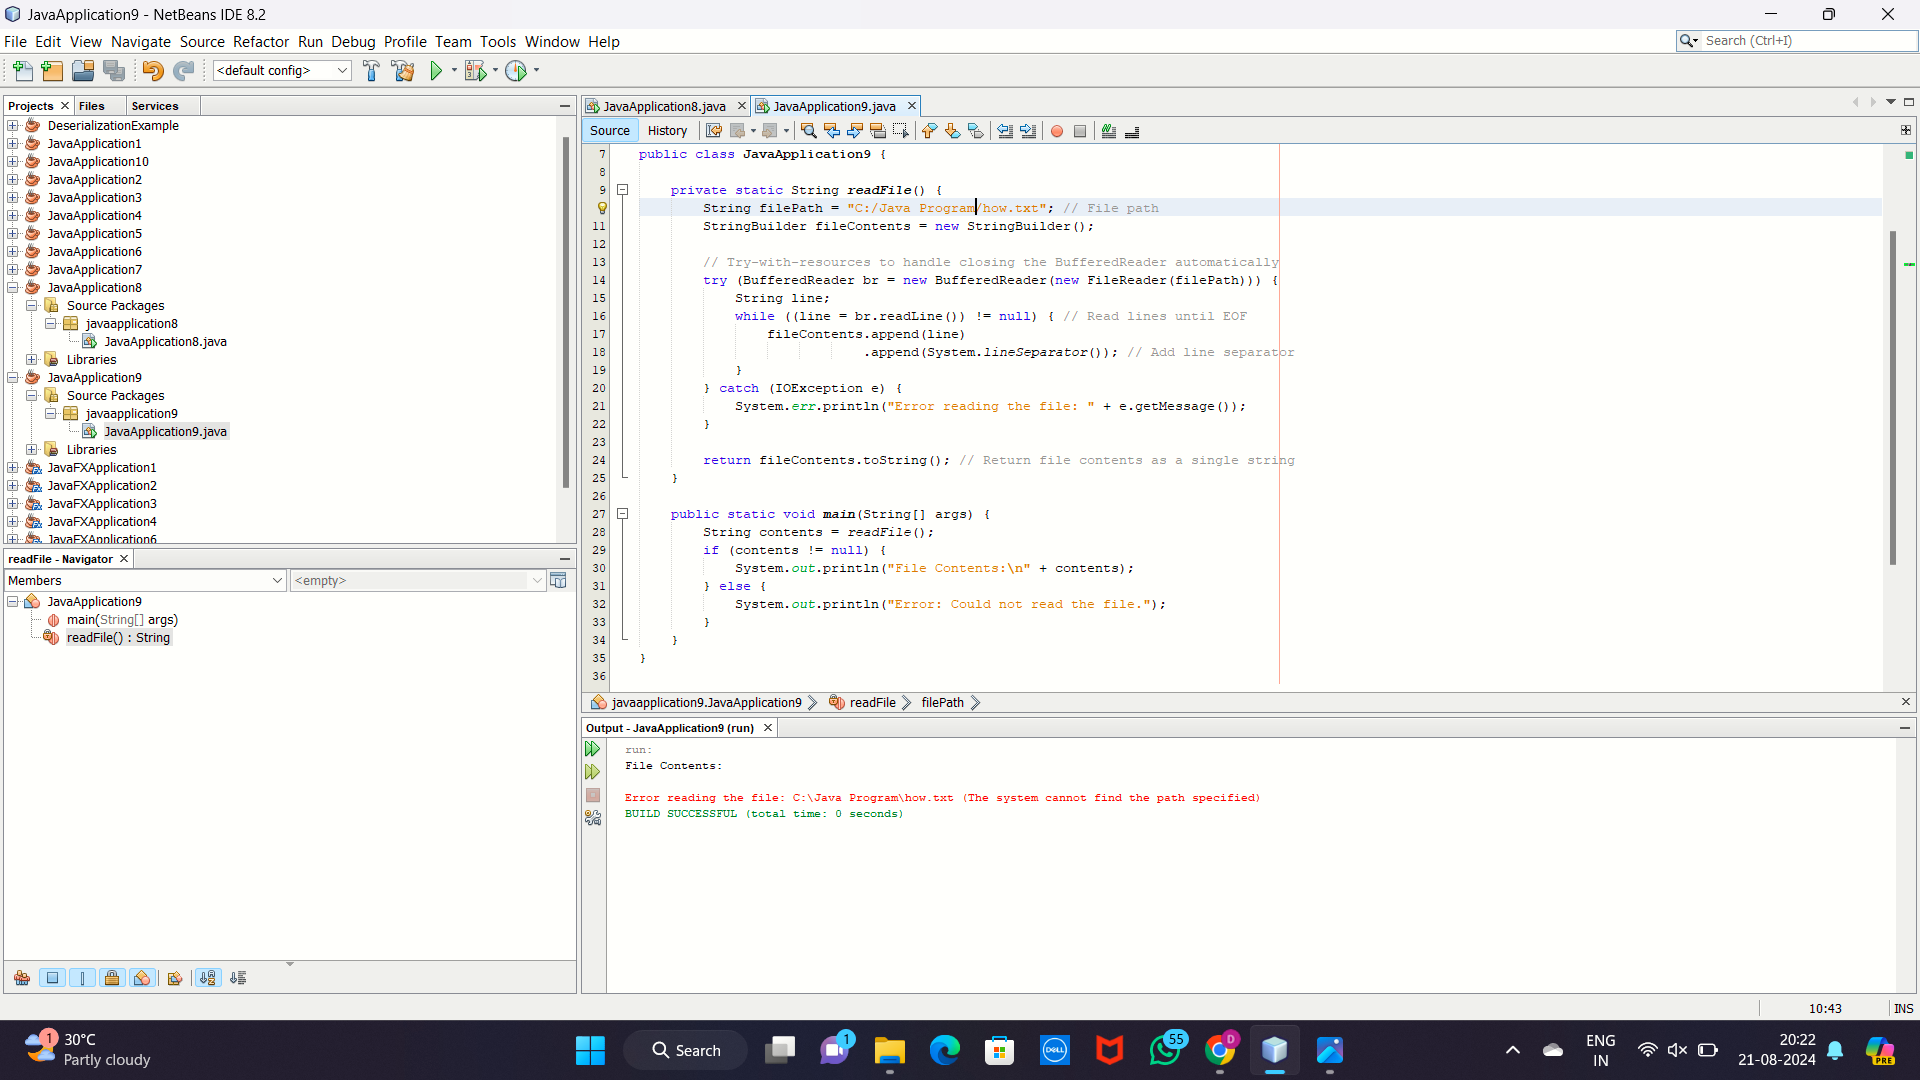 JavaApplication9 - NetBeans IDE 8.2
File Edit View Navigate Source Refactor Run Debug Profile Team Tools Window Help
Search (Ctrl+I)
<default config>
Projects Files Services
DeserializationExample
JavaApplication1
JavaApplication10
JavaApplication2
JavaApplication3
JavaApplication4
JavaApplication5
JavaApplication6
JavaApplication7
JavaApplication8
Source Packages
javaapplication8
JavaApplication8.java
Libraries
JavaApplication9
Source Packages
javaapplication9
JavaApplication9.java
Libraries
JavaFXApplication1
JavaFXApplication2
JavaFXApplication3
JavaFXApplication4
JavaFXApplication6
readFile - Navigator
Members <empty>
JavaApplication9
main(String[] args)
readFile() : String
JavaApplication8.java JavaApplication9.java
Source History
7 public class JavaApplication9 {
8
9 private static String readFile() {
String filePath = "C:/Java Program/how.txt"; // File path
11 StringBuilder fileContents = new StringBuilder();
12
13 // Try-with-resources to handle closing the BufferedReader automatically
14 try (BufferedReader br = new BufferedReader(new FileReader(filePath))) {
15 String line;
16 while ((line = br.readLine()) != null) { // Read lines until EOF
17 fileContents.append(line)
18 .append(System.lineSeparator()); // Add line separator
19 }
20 } catch (IOException e) {
21 System.err.println("Error reading the file: " + e.getMessage());
22 }
23
24 return fileContents.toString(); // Return file contents as a single string
25 }
26
27 public static void main(String[] args) {
28 String contents = readFile();
29 if (contents != null) {
30 System.out.println("File Contents:\n" + contents);
31 } else {
32 System.out.println("Error: Could not read the file.");
33 }
34 }
35 }
36
javaapplication9.JavaApplication9 readFile filePath
Output - JavaApplication9 (run)
run:
File Contents:
Error reading the file: C:\Java Program\how.txt (The system cannot find the path specified)
BUILD SUCCESSFUL (total time: 0 seconds)
10:43 INS
1
30°C
Partly cloudy
Search
1
DELL
55
D
ENG
IN
20:22
21-08-2024
PRE